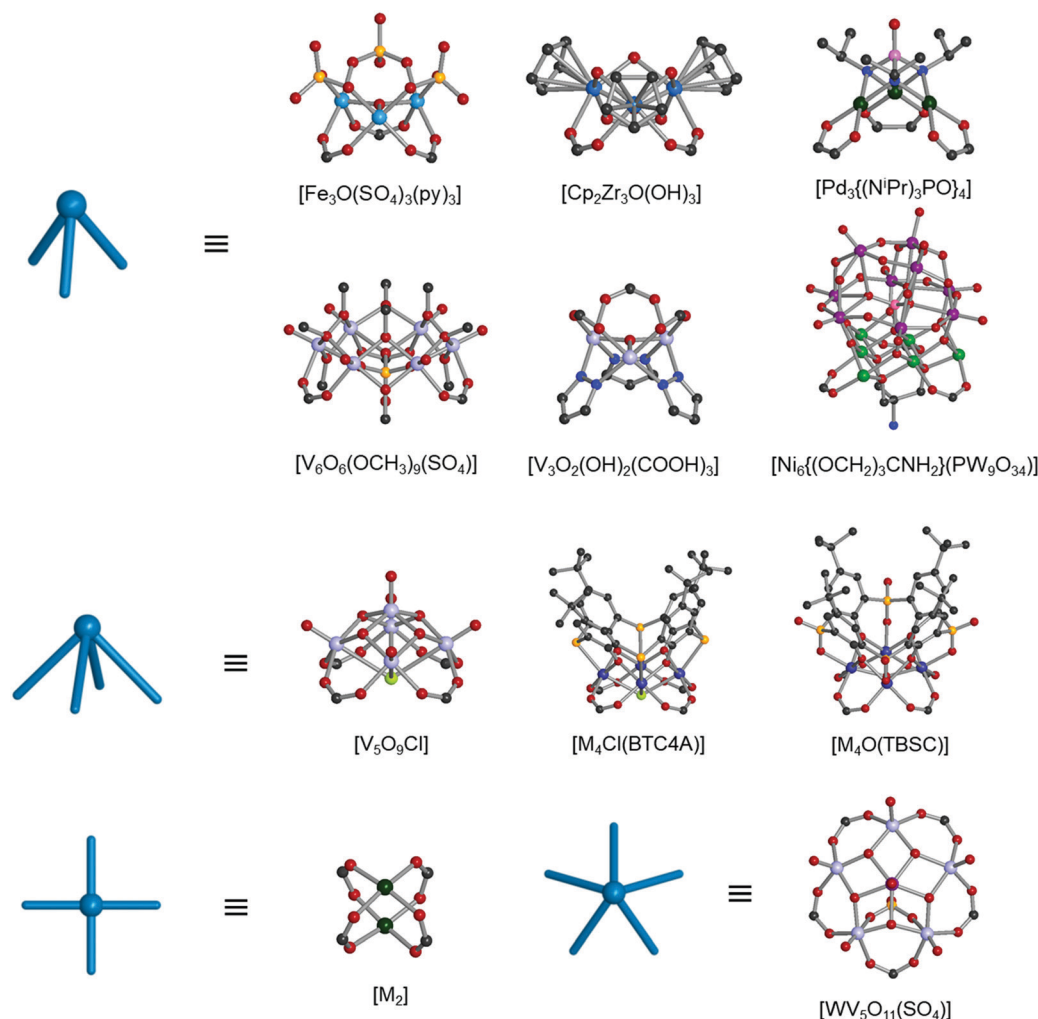 [Fe₃O(SO₄)₃(py)₃]
[Cp₂Zr₃O(OH)₃]
[Pd₃{(NⁱPr)₃PO}₄]
≡
[V₆O₆(OCH₃)₉(SO₄)]
[V₃O₂(OH)₂(COOH)₃]
[Ni₆{(OCH₂)₃CNH₂}(PW₉O₃₄)]
≡
[V₅O₉Cl]
[M₄Cl(BTC4A)]
[M₄O(TBSC)]
≡
[M₂]
≡
[WV₅O₁₁(SO₄)]